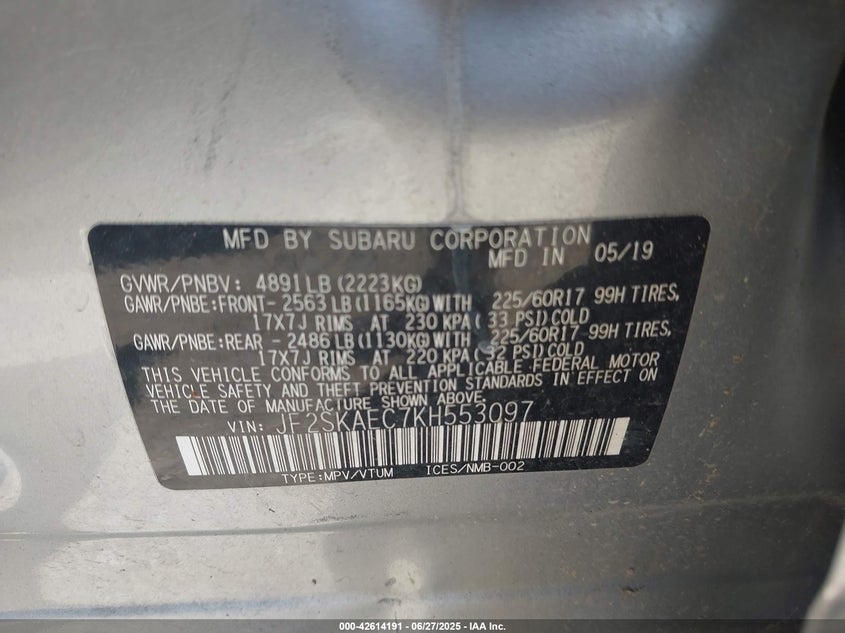 MFD BY SUBARU CORPORATION
MFD IN 05/19
GVWR/PNBV: 4891 LB (2223KG)
GAWR/PNBE:FRONT- 2563 LB (1165KG) WITH 225/60R17 99H TIRES,
17X7J RIMS AT 230 KPA ( 33 PSI) COLD
GAWR/PNBE:REAR - 2486 LB (1130KG) WITH 225/60R17 99H TIRES,
17X7J RIMS AT 220 KPA ( 32 PSI) COLD
THIS VEHICLE CONFORMS TO ALL APPLICABLE FEDERAL MOTOR
VEHICLE SAFETY AND THEFT PREVENTION STANDARDS IN EFFECT ON
THE DATE OF MANUFACTURE SHOWN ABOVE.
VIN: JF2SKAEC7KH553097
TYPE:MPV/VTUM ICES/NMB-002
000-42614191 - 06/27/2025 - IAA Inc.